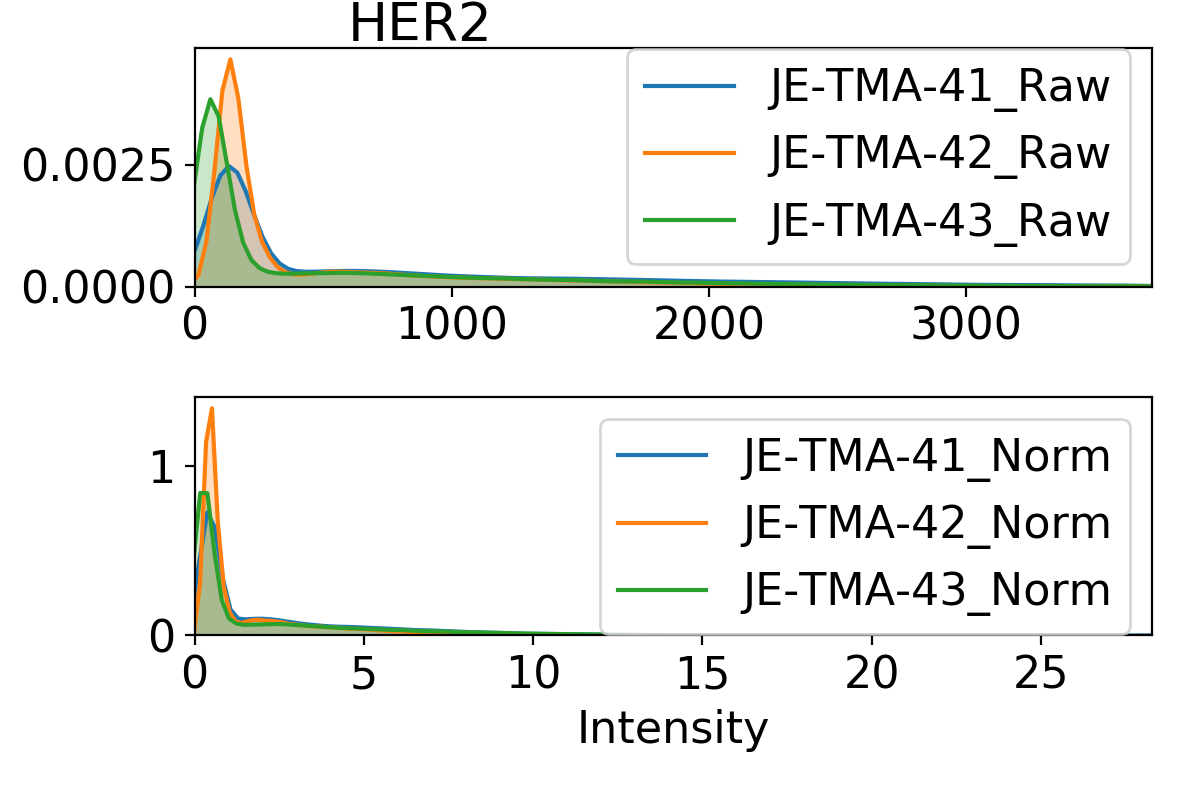 HER2
JE-TMA-41_Raw
JE-TMA-42_Raw
JE-TMA-43_Raw
0.0025
0.0000
0 1000 2000 3000
JE-TMA-41_Norm
JE-TMA-42_Norm
JE-TMA-43_Norm
1
0
0 5 10 15 20 25
Intensity